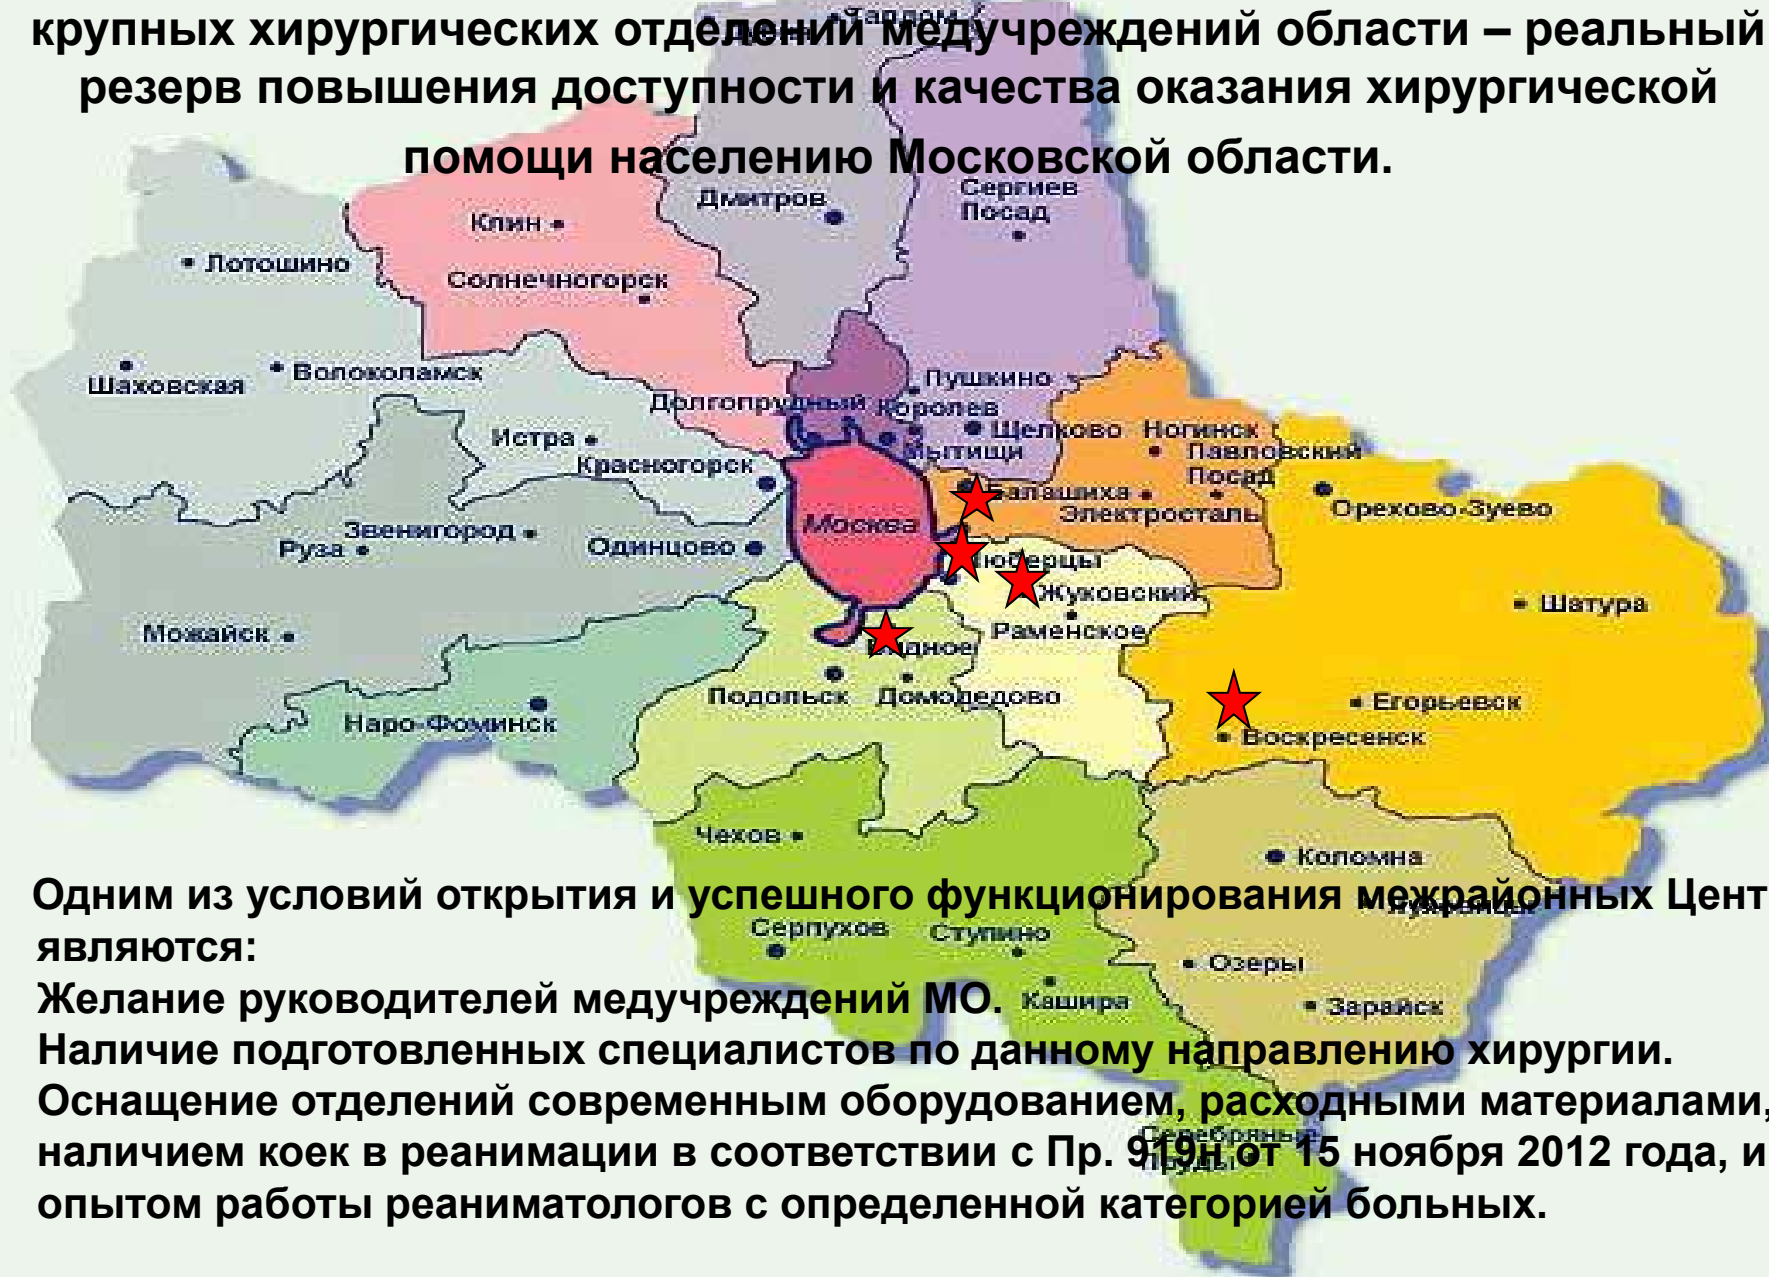 крупных хирургических отделений медучреждений области – реальный
резерв повышения доступности и качества оказания хирургической
помощи населению Московской области.
Талдом
Дмитров
Сергиев
Посад
Клин
Лотошино
Солнечногорск
Шаховская
Волоколамск
Пушкино
Долгопрудный
Королев
Истра
Щелково
Ногинск
Мытищи
Павловский
Посад
Красногорск
Балашиха
Электросталь
Орехово-Зуево
Москва
Звенигород
Руза
Одинцово
Люберцы
Жуковский
Шатура
Можайск
Раменское
Видное
Подольск
Домодедово
Егорьевск
Наро-Фоминск
Воскресенск
Чехов
Коломна
Одним из условий открытия и успешного функционирования межрайонных Цент
являются:
Луховицы
Серпухов
Ступино
Озеры
Желание руководителей медучреждений МО.
Кашира
Зарайск
Наличие подготовленных специалистов по данному направлению хирургии.
Оснащение отделений современным оборудованием, расходными материалами,
Серебряные
Пруды
наличием коек в реанимации в соответствии с Пр. 919н от 15 ноября 2012 года, и
опытом работы реаниматологов с определенной категорией больных.